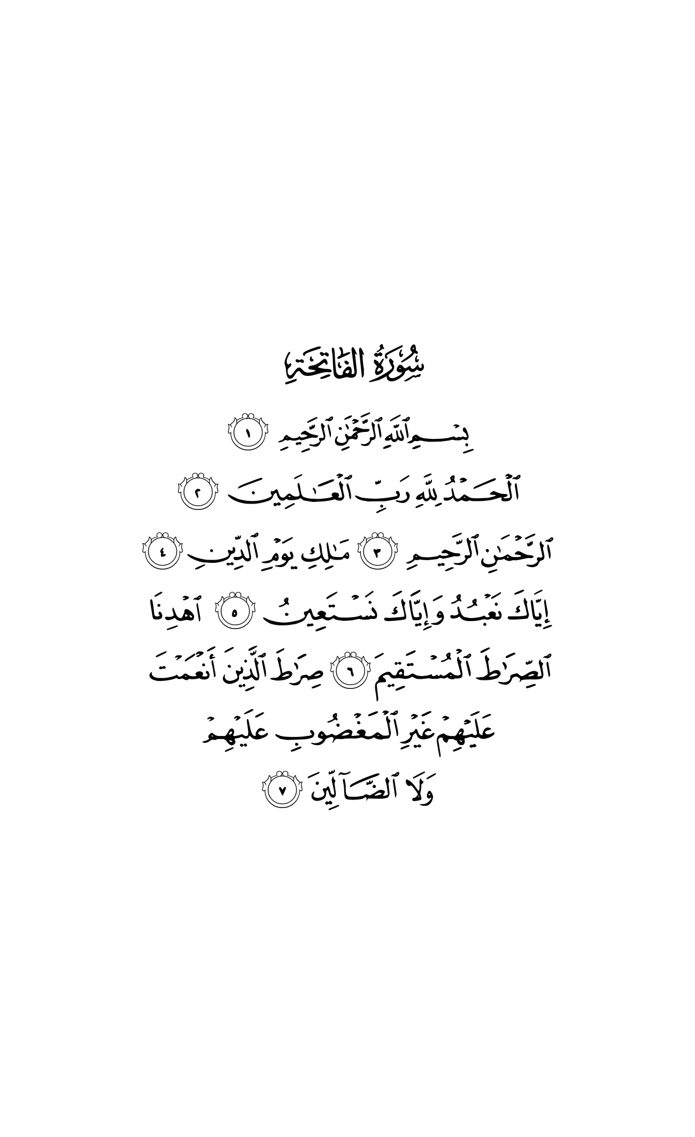 سُورَةُ الفَاتِحَةِ
بِسْمِ ٱللَّهِ ٱلرَّحْمَٰنِ ٱلرَّحِيمِ ١
ٱلْحَمْدُ لِلَّهِ رَبِّ ٱلْعَٰلَمِينَ ٢
ٱلرَّحْمَٰنِ ٱلرَّحِيمِ ٣ مَٰلِكِ يَوْمِ ٱلدِّينِ ٤
إِيَّاكَ نَعْبُدُ وَإِيَّاكَ نَسْتَعِينُ ٥ ٱهْدِنَا
ٱلصِّرَٰطَ ٱلْمُسْتَقِيمَ ٦ صِرَٰطَ ٱلَّذِينَ أَنْعَمْتَ
عَلَيْهِمْ غَيْرِ ٱلْمَغْضُوبِ عَلَيْهِمْ
وَلَا ٱلضَّآلِّينَ ٧